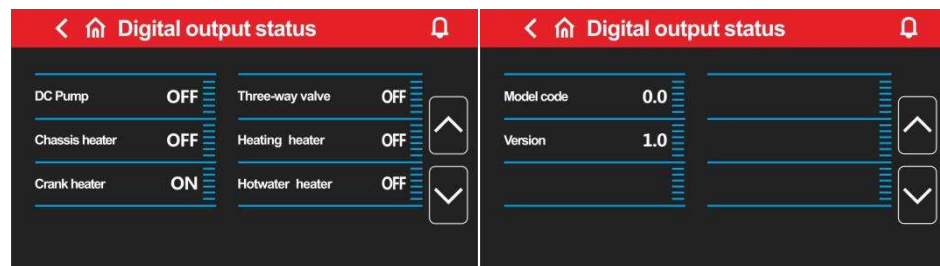 Digital output status
DC Pump OFF Three-way valve OFF
Chassis heater OFF Heating heater OFF
Crank heater ON Hotwater heater OFF
Digital output status
Model code 0.0
Version 1.0